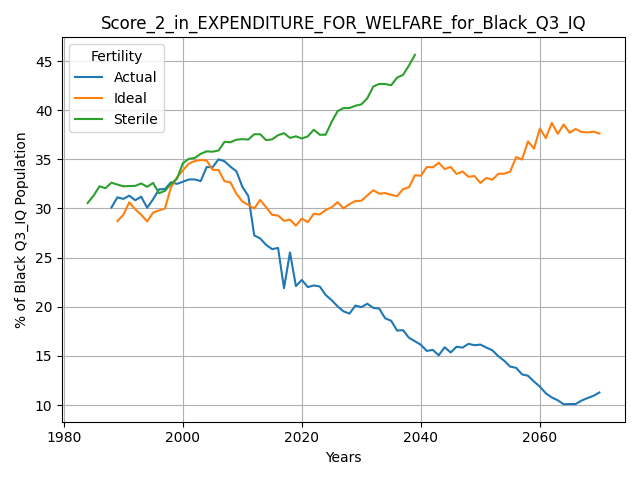 Score_2_in_EXPENDITURE_FOR_WELFARE_for_Black_Q3_IQ
Fertility
Actual
Ideal
Sterile
% of Black Q3_IQ Population
45
40
35
30
25
20
15
10
1980
2000
2020
2040
2060
Years